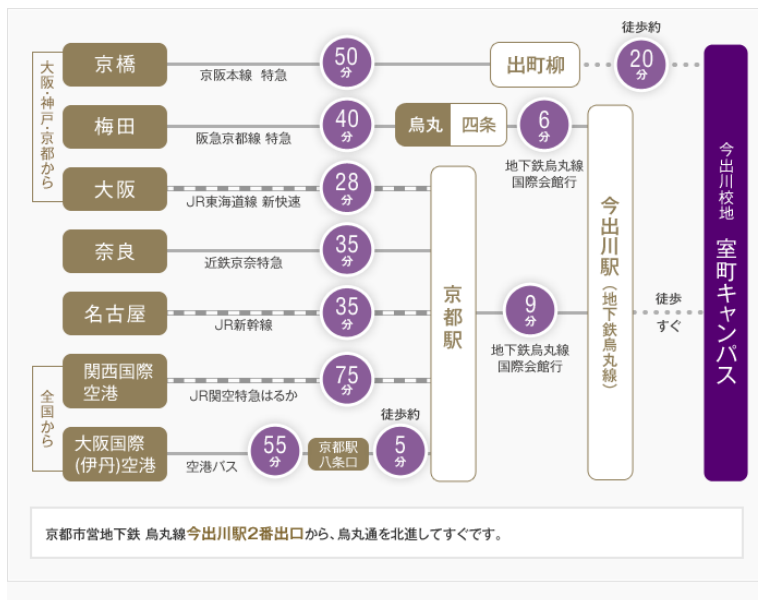 大阪・神戸・京都から
京橋
京阪本線 特急
50分
出町柳
徒歩約
20分
梅田
阪急京都線 特急
40分
烏丸
四条
6分
地下鉄烏丸線
国際会館行
大阪
JR東海道線 新快速
28分
奈良
近鉄京奈特急
35分
名古屋
JR新幹線
35分
京都駅
9分
地下鉄烏丸線
国際会館行
今出川駅(地下鉄烏丸線)
徒歩
すぐ
今出川校地 室町キャンパス
全国から
関西国際
空港
JR関空特急はるか
75分
大阪国際
(伊丹)空港
空港バス
55分
京都駅
八条口
徒歩約
5分
京都市営地下鉄 烏丸線今出川駅2番出口から、烏丸通を北進してすぐです。